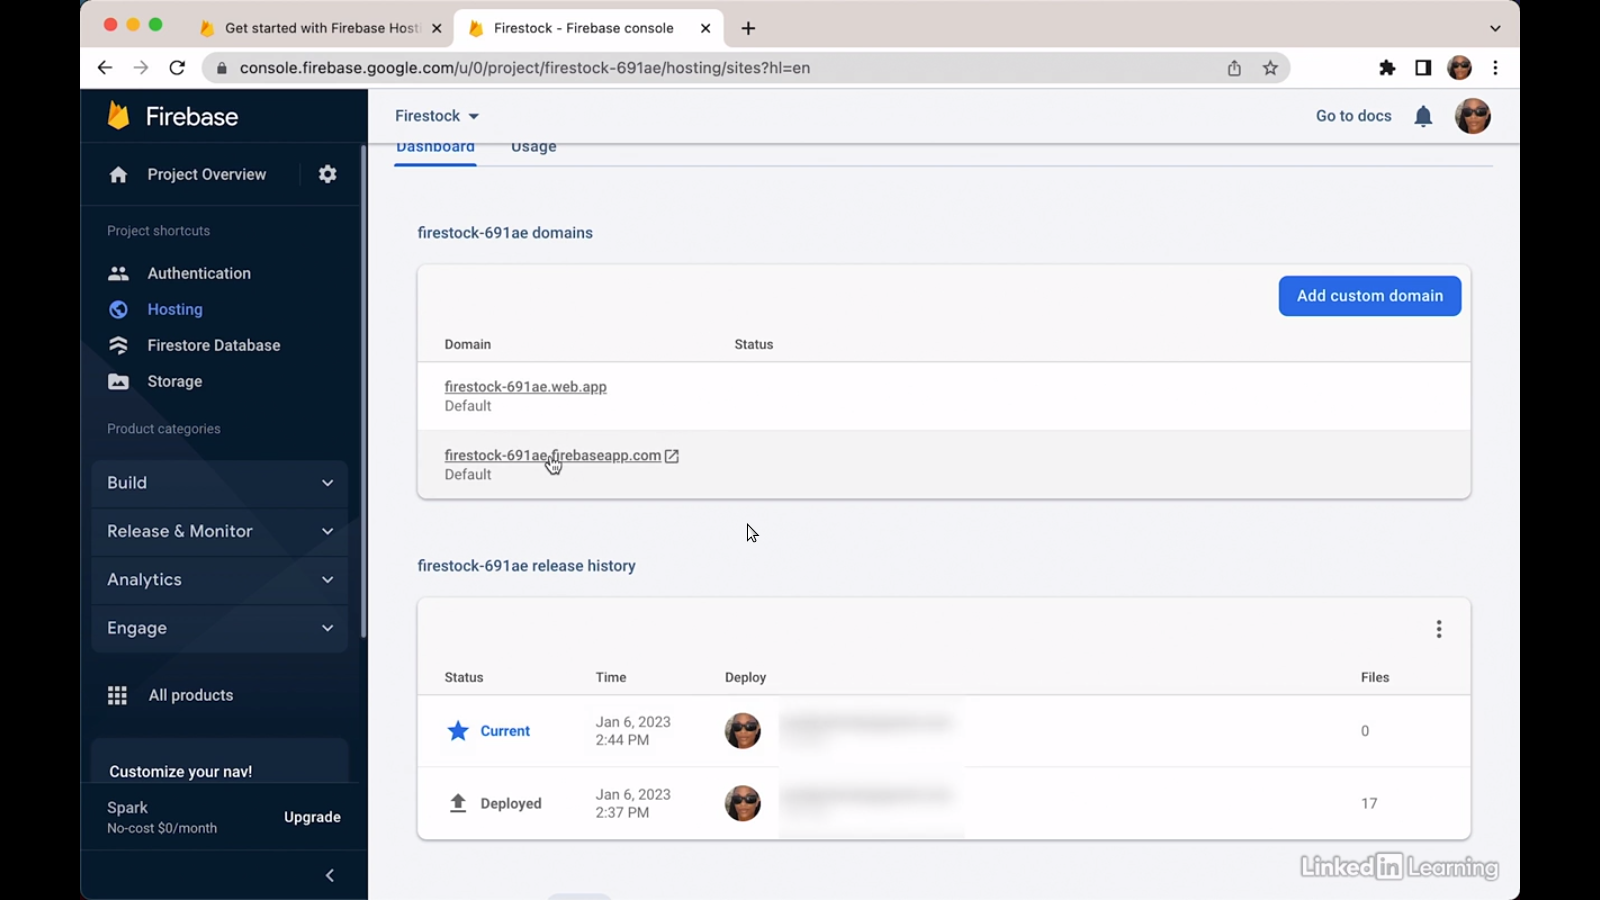 Get started with Firebase Hosti
Firestock - Firebase console
console.firebase.google.com/u/0/project/firestock-691ae/hosting/sites?hl=en
Firebase
Firestock
Go to docs
Project Overview
Dashboard
Usage
Project shortcuts
Authentication
Hosting
Firestore Database
Storage
Product categories
Build
Release & Monitor
Analytics
Engage
All products
Customize your nav!
Spark
No-cost $0/month
Upgrade
firestock-691ae domains
Add custom domain
Domain Status
firestock-691ae.web.app
Default
firestock-691ae.firebaseapp.com
Default
firestock-691ae release history
Status Time Deploy Files
Current Jan 6, 2023 2:44 PM 0
Deployed Jan 6, 2023 2:37 PM 17
LinkedIn Learning